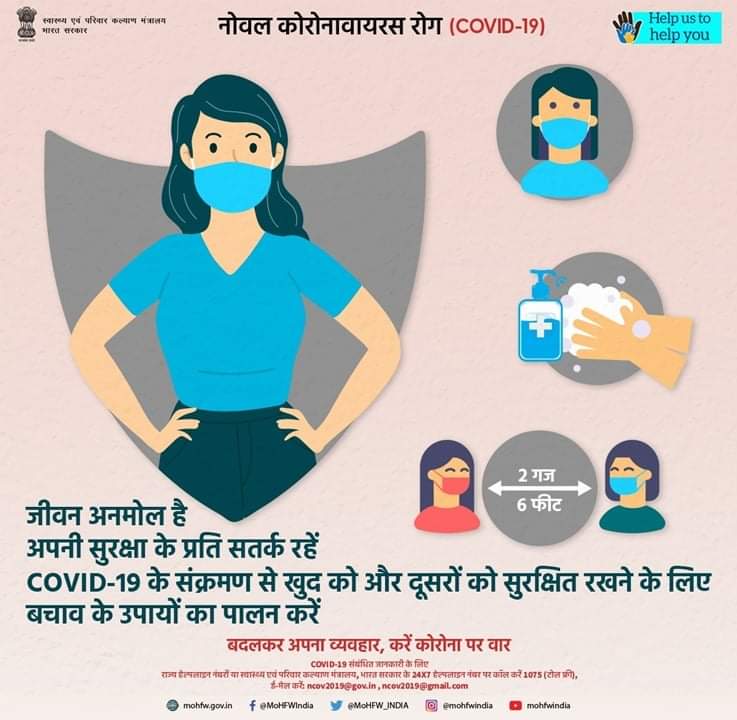 स्वास्थ्य एवं परिवार कल्याण मंत्रालय
भारत सरकार
नोवल कोरोनावायरस रोग (COVID-19)
Help us to
help you
2 गज
6 फीट
जीवन अनमोल है
अपनी सुरक्षा के प्रति सतर्क रहें
COVID-19 के संक्रमण से खुद को और दूसरों को सुरक्षित रखने के लिए
बचाव के उपायों का पालन करें
बदलकर अपना व्यवहार, करें कोरोना पर वार
COVID-19 संबंधित जानकारी के लिए
राज्य हेल्पलाइन नंबरों या स्वास्थ्य एवं परिवार कल्याण मंत्रालय, भारत सरकार के 24X7 हेल्पलाइन नंबर पर कॉल करें 1075 (टोल फ्री),
ई-मेल करें: ncov2019@gov.in , ncov2019@gmail.com
mohfw.gov.in @MoHFWIndia @MoHFW_INDIA @mohfwindia mohfwindia